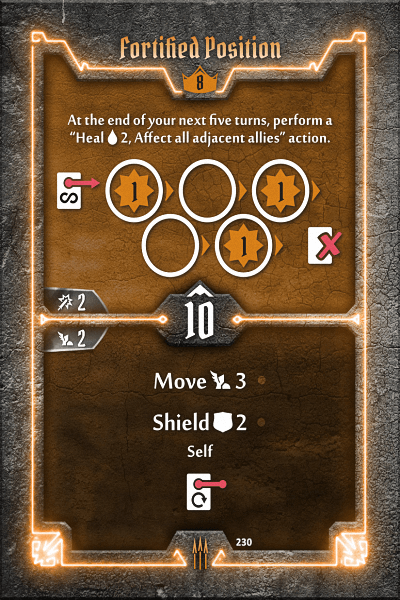 Fortified Position
8
At the end of your next five turns, perform a
“Heal 2, Affect all adjacent allies” action.
S 1 1
1 X
2
10
2
Move 3
Shield 2
Self
230